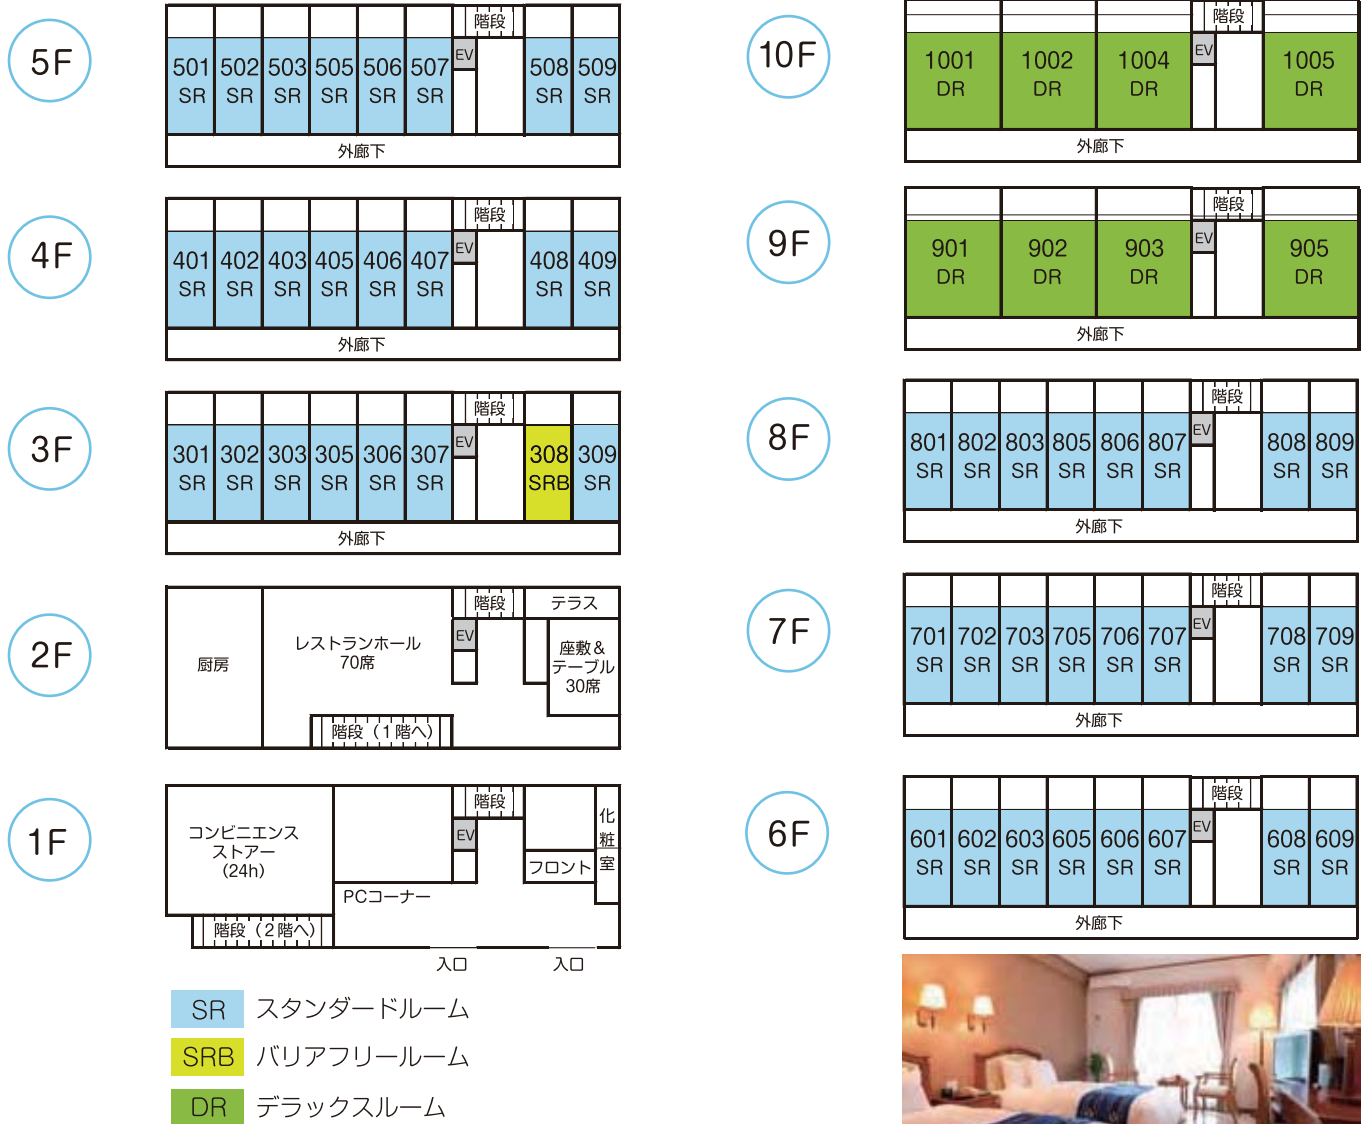 5F
階段
EV
501 502 503 505 506 507 508 509
SR SR SR SR SR SR SR SR
外廊下
4F
階段
EV
401 402 403 405 406 407 408 409
SR SR SR SR SR SR SR SR
外廊下
3F
階段
EV
301 302 303 305 306 307 308 309
SR SR SR SR SR SR SRB SR
外廊下
2F
階段
テラス
EV
厨房
レストランホール
70席
座敷&
テーブル
30席
階段(1階へ)
1F
階段
EV
コンビニエンス
ストアー
(24h)
PCコーナー
フロント
化粧室
階段(2階へ)
入口
入口
SR スタンダードルーム
SRB バリアフリールーム
DR デラックスルーム
10F
階段
EV
1001 1002 1004 1005
DR DR DR DR
外廊下
9F
階段
EV
901 902 903 905
DR DR DR DR
外廊下
8F
階段
EV
801 802 803 805 806 807 808 809
SR SR SR SR SR SR SR SR
外廊下
7F
階段
EV
701 702 703 705 706 707 708 709
SR SR SR SR SR SR SR SR
外廊下
6F
階段
EV
601 602 603 605 606 607 608 609
SR SR SR SR SR SR SR SR
外廊下